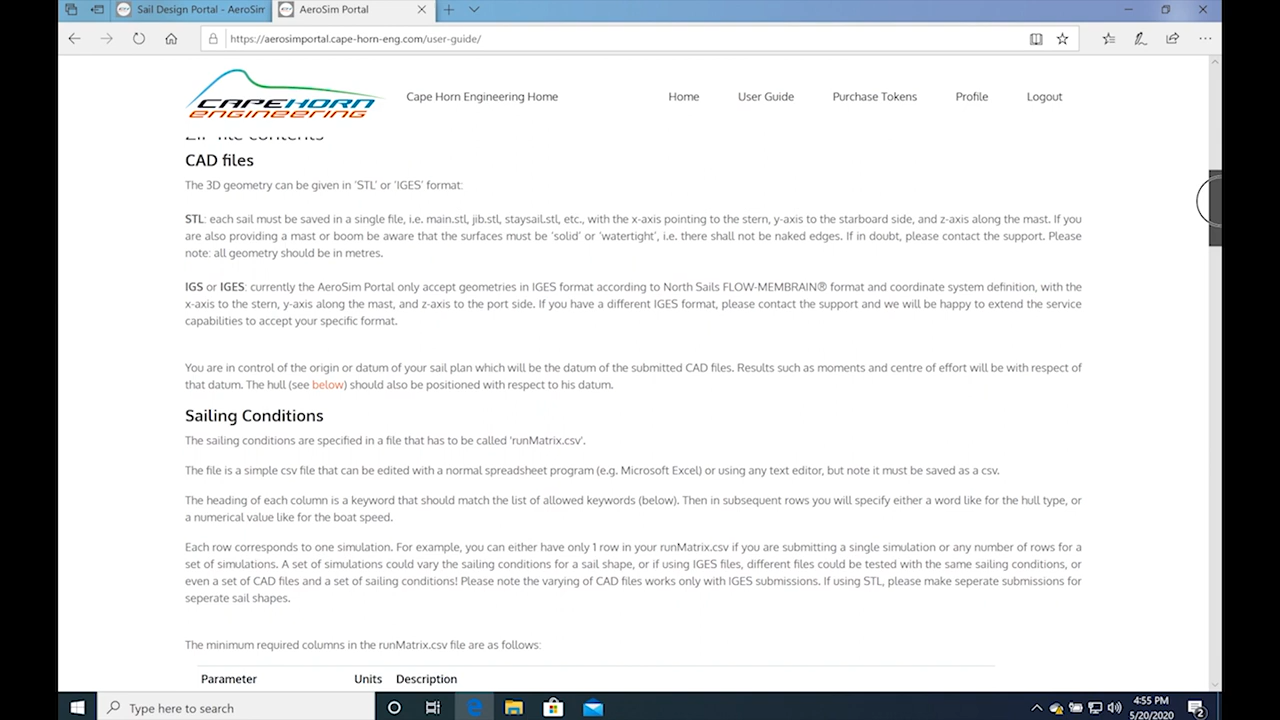 Sail Design Portal - AeroSim
AeroSim Portal
https://aerosimportal.cape-horn-eng.com/user-guide/
CAPEHORN
engineering
Cape Horn Engineering Home
Home
User Guide
Purchase Tokens
Profile
Logout
ZIP file contents
CAD files
The 3D geometry can be given in 'STL' or 'IGES' format:
STL: each sail must be saved in a single file, i.e. main.stl, jib.stl, staysail.stl, etc., with the x-axis pointing to the stern, y-axis to the starboard side, and z-axis along the mast. If you
are also providing a mast or boom be aware that the surfaces must be 'solid' or 'watertight', i.e. there shall not be naked edges. If in doubt, please contact the support. Please
note: all geometry should be in metres.
IGS or IGES: currently the AeroSim Portal only accept geometries in IGES format according to North Sails FLOW-MEMBRAIN® format and coordinate system definition, with the
x-axis to the stern, y-axis along the mast, and z-axis to the port side. If you have a different IGES format, please contact the support and we will be happy to extend the service
capabilities to accept your specific format.
You are in control of the origin or datum of your sail plan which will be the datum of the submitted CAD files. Results such as moments and centre of effort will be with respect of
that datum. The hull (see below) should also be positioned with respect to his datum.
Sailing Conditions
The sailing conditions are specified in a file that has to be called 'runMatrix.csv'.
The file is a simple csv file that can be edited with a normal spreadsheet program (e.g. Microsoft Excel) or using any text editor, but note it must be saved as a csv.
The heading of each column is a keyword that should match the list of allowed keywords (below). Then in subsequent rows you will specify either a word like for the hull type, or
a numerical value like for the boat speed.
Each row corresponds to one simulation. For example, you can either have only 1 row in your runMatrix.csv if you are submitting a single simulation or any number of rows for a
set of simulations. A set of simulations could vary the sailing conditions for a sail shape, or if using IGES files, different files could be tested with the same sailing conditions, or
even a set of CAD files and a set of sailing conditions! Please note the varying of CAD files works only with IGES submissions. If using STL, please make seperate submissions for
seperate sail shapes.
The minimum required columns in the runMatrix.csv file are as follows:
Parameter
Units
Description
Type here to search
4:55 PM
5/20/2020
2